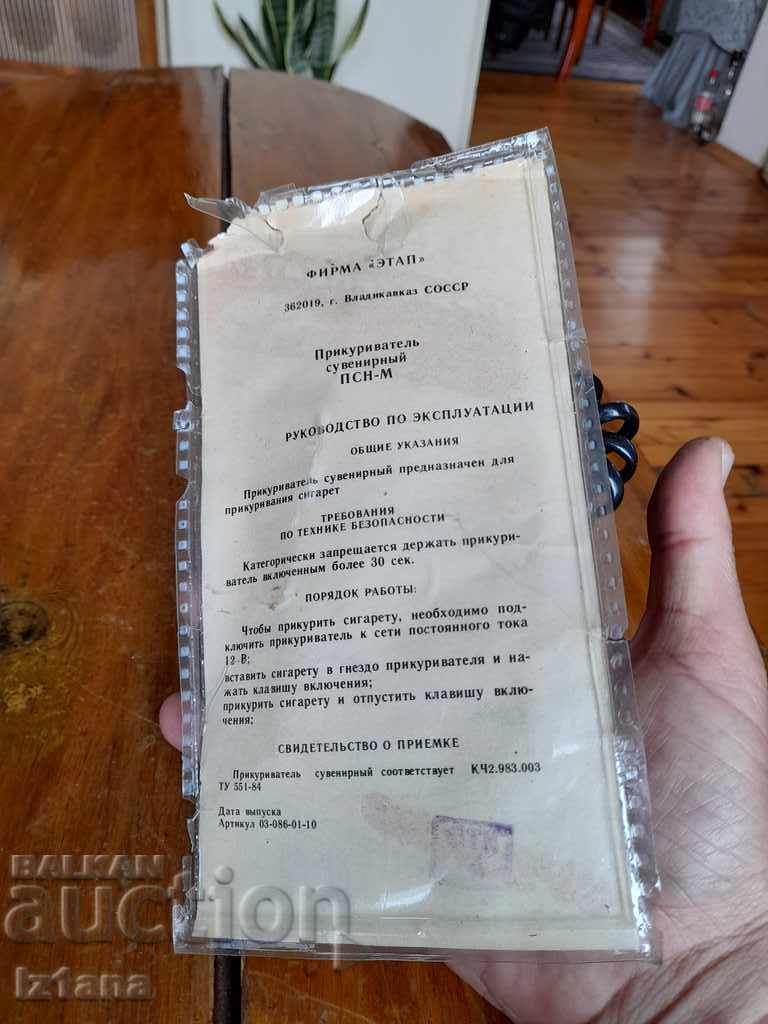 ФИРМА «ЭТАП»
362019, г. Владикавказ СОССР
Прикуриватель
сувенирный
ПСН-М
РУКОВОДСТВО ПО ЭКСПЛУАТАЦИИ
ОБЩИЕ УКАЗАНИЯ
Прикуриватель сувенирный предназначен для
прикуривания сигарет
ТРЕБОВАНИЯ
ПО ТЕХНИКЕ БЕЗОПАСНОСТИ
Категорически запрещается держать прикури-
ватель включенным более 30 сек.
ПОРЯДОК РАБОТЫ:
Чтобы прикурить сигарету, необходимо под-
ключить прикуриватель к сети постоянного тока
12 В;
вставить сигарету в гнездо прикуривателя и на-
жать клавишу включения;
прикурить сигарету и отпустить клавишу вклю-
чения;
СВИДЕТЕЛЬСТВО О ПРИЕМКЕ
Прикуриватель сувенирный соответствует КЧ2.983.003
ТУ 551-84
Дата выпуска
Артикул 03-086-01-10
BALKAN
auction
Iz1ana